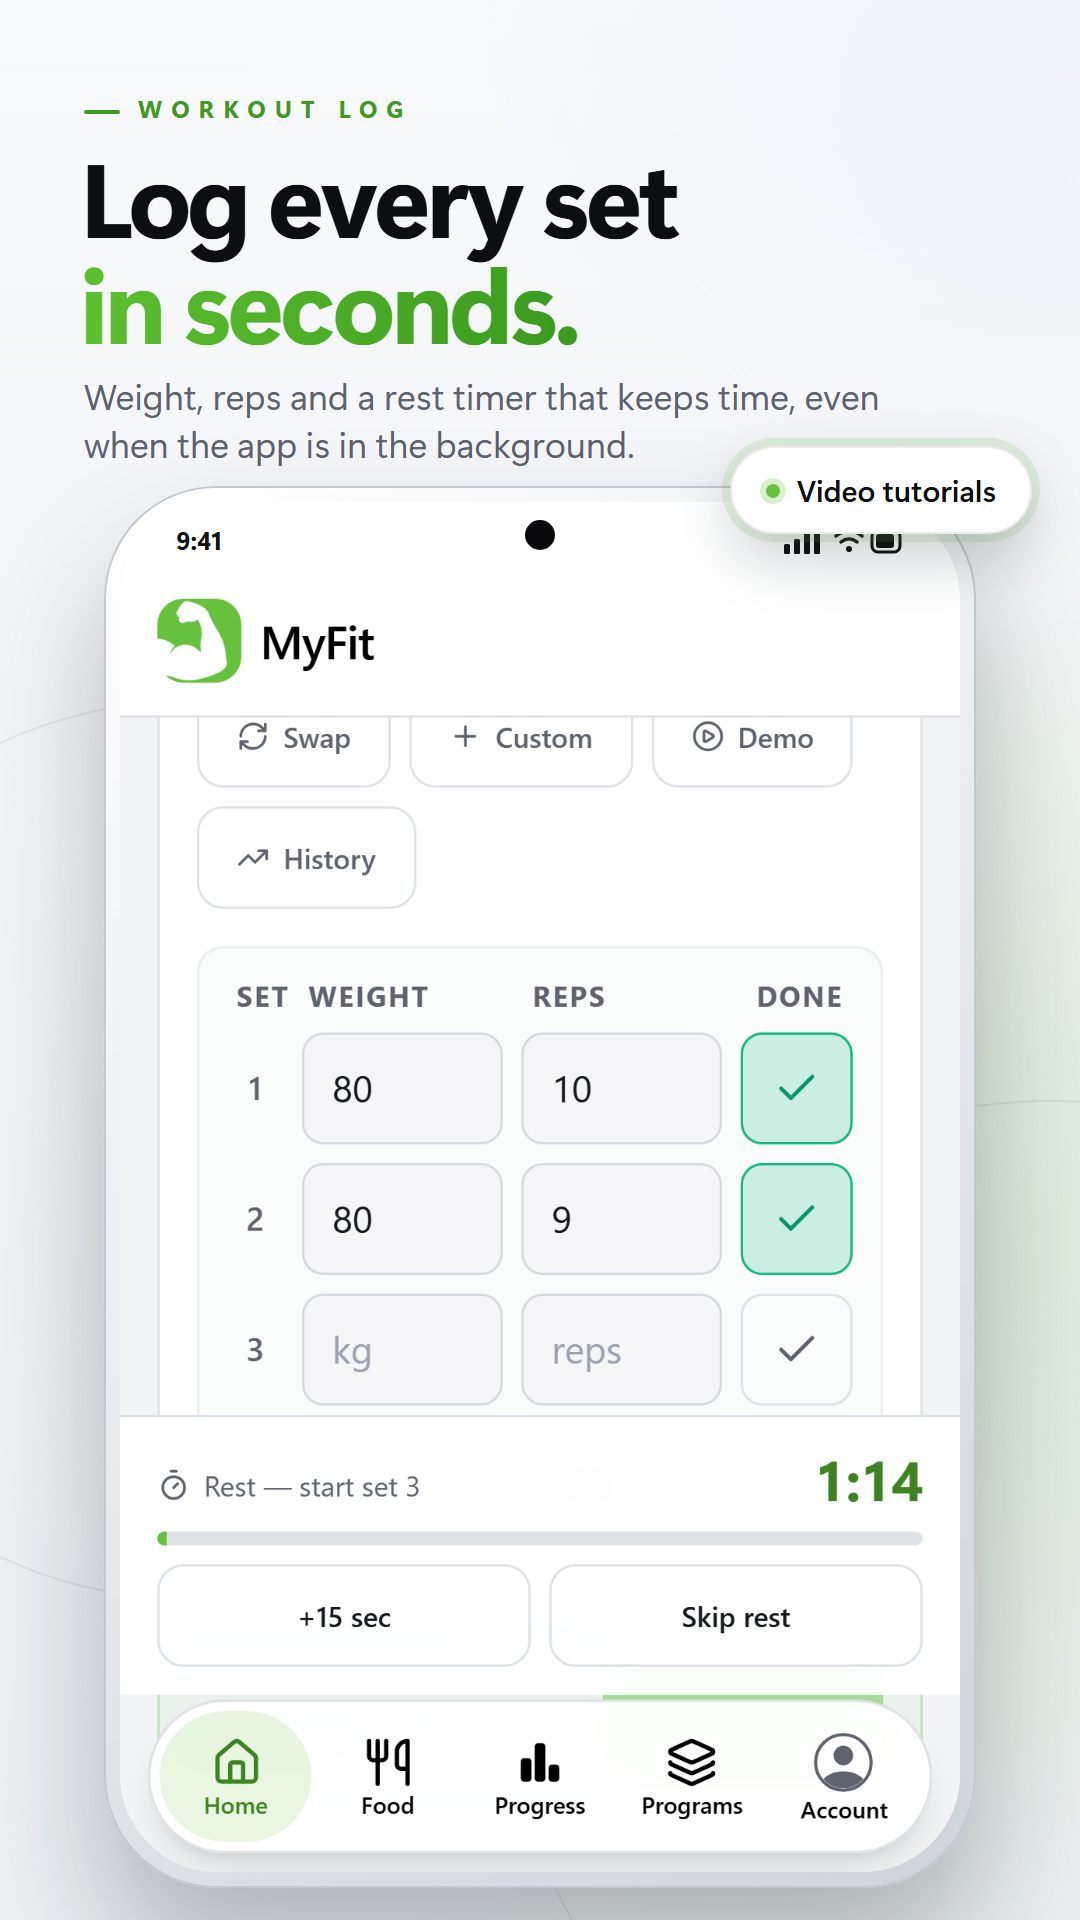 WORKOUT LOG
Log every set
in seconds.
Weight, reps and a rest timer that keeps time, even
when the app is in the background.
Video tutorials
9:41
MyFit
Swap
Custom
Demo
History
SET WEIGHT REPS DONE
1 80 10
2 80 9
3 kg reps
Rest — start set 3
1:14
+15 sec
Skip rest
Home
Food
Progress
Programs
Account